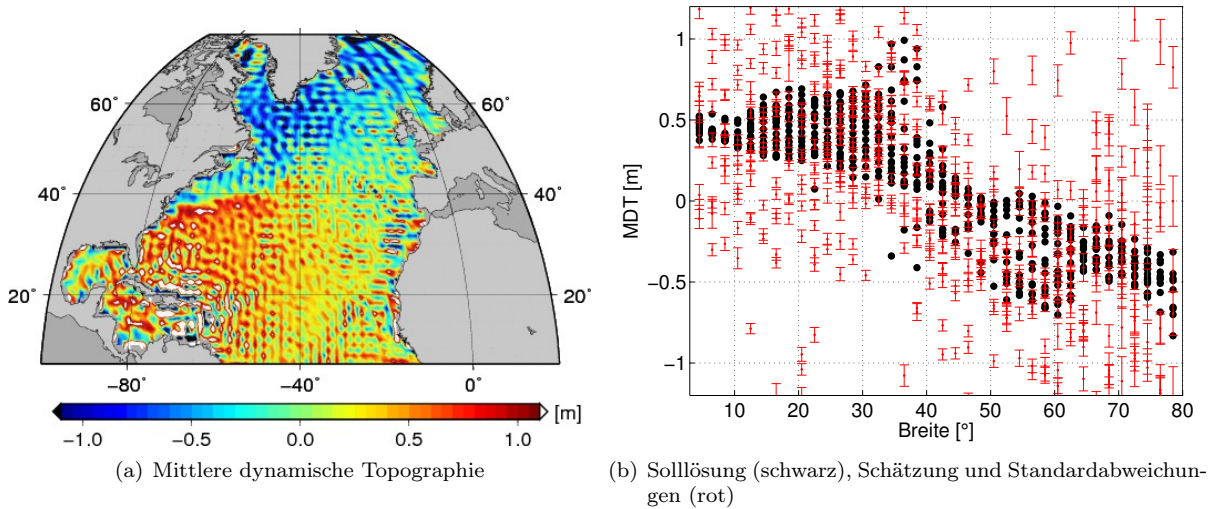 60°
60°
40°
40°
20°
20°
−80°
−40°
0°
[m]
−1.0 −0.5 0.0 0.5 1.0
(a) Mittlere dynamische Topographie
1
0.5
0
−0.5
−1
MDT [m]
10 20 30 40 50 60 70 80
Breite [°]
(b) Solllösung (schwarz), Schätzung und Standardabweichun-
gen (rot)